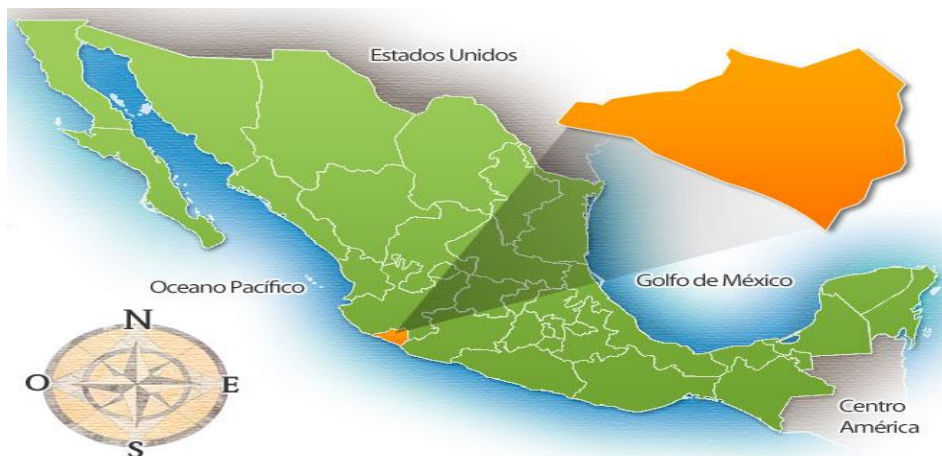 Estados Unidos
Oceano Pacífico
Golfo de México
N
O
E
S
Centro
América